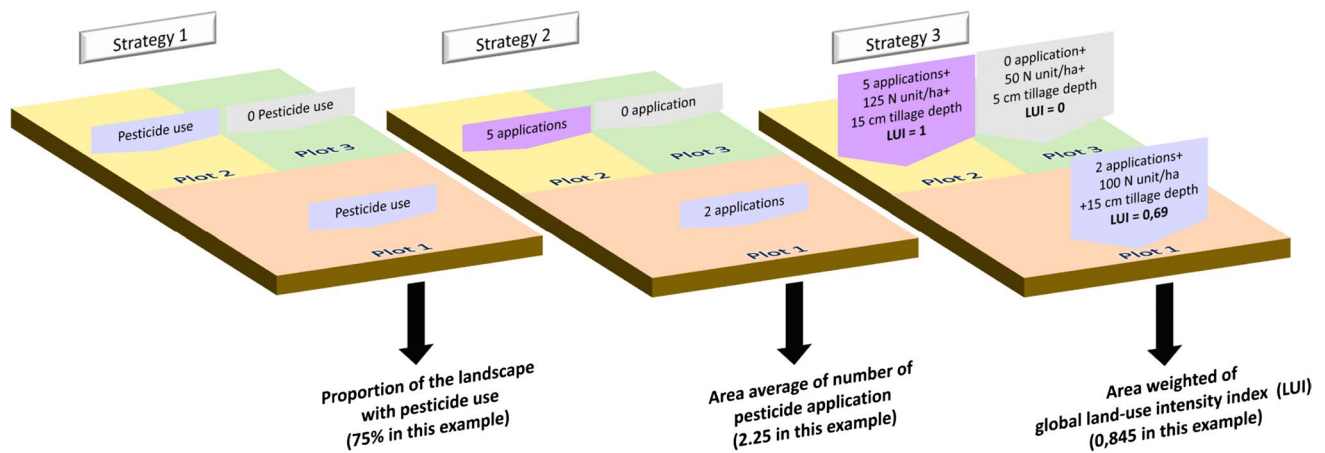 Strategy 1
Pesticide use
0 Pesticide use
Plot 2
Plot 3
Pesticide use
Plot 1
Proportion of the landscape
with pesticide use
(75% in this example)
Strategy 2
5 applications
0 application
Plot 2
Plot 3
2 applications
Plot 1
Area average of number of
pesticide application
(2.25 in this example)
Strategy 3
5 applications+
125 N unit/ha+
15 cm tillage depth
LUI = 1
0 application+
50 N unit/ha+
5 cm tillage depth
LUI = 0
Plot 2
Plot 3
2 applications+
100 N unit/ha
+15 cm tillage depth
LUI = 0,69
Plot 1
Area weighted of
global land-use intensity index (LUI)
(0,845 in this example)